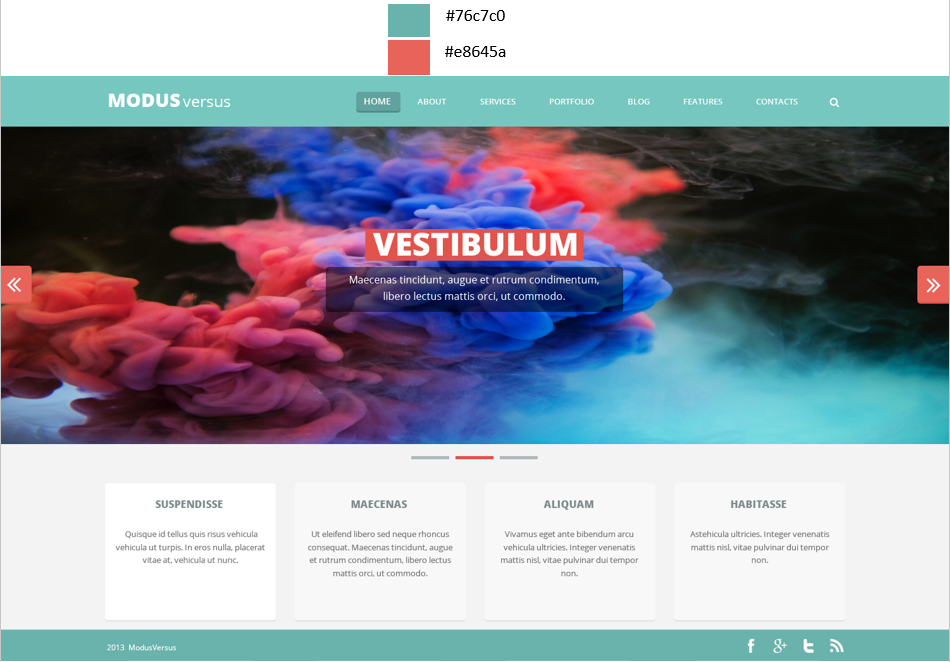 #76c7c0
#e8645a
MODUS versus
HOME ABOUT SERVICES PORTFOLIO BLOG FEATURES CONTACTS
VESTIBULUM
Maecenas tincidunt, augue et rutrum condimentum,
libero lectus mattis orci, ut commodo.
SUSPENDISSE
Quisque id tellus quis risus vehicula
vehicula ut turpis. In eros nulla, placerat
vitae at, vehicula ut nunc.
MAECENAS
Ut eleifend libero sed neque rhoncus
consequat. Maecenas tincidunt, augue
et rutrum condimentum, libero lectus
mattis orci, ut commodo.
ALIQUAM
Vivamus eget ante bibendum arcu
vehicula ultricies. Integer venenatis
mattis nisl, vitae pulvinar dui tempor
non.
HABITASSE
Astehicula ultricies. Integer venenatis
mattis nisl, vitae pulvinar dui tempor
non.
2013 ModusVersus